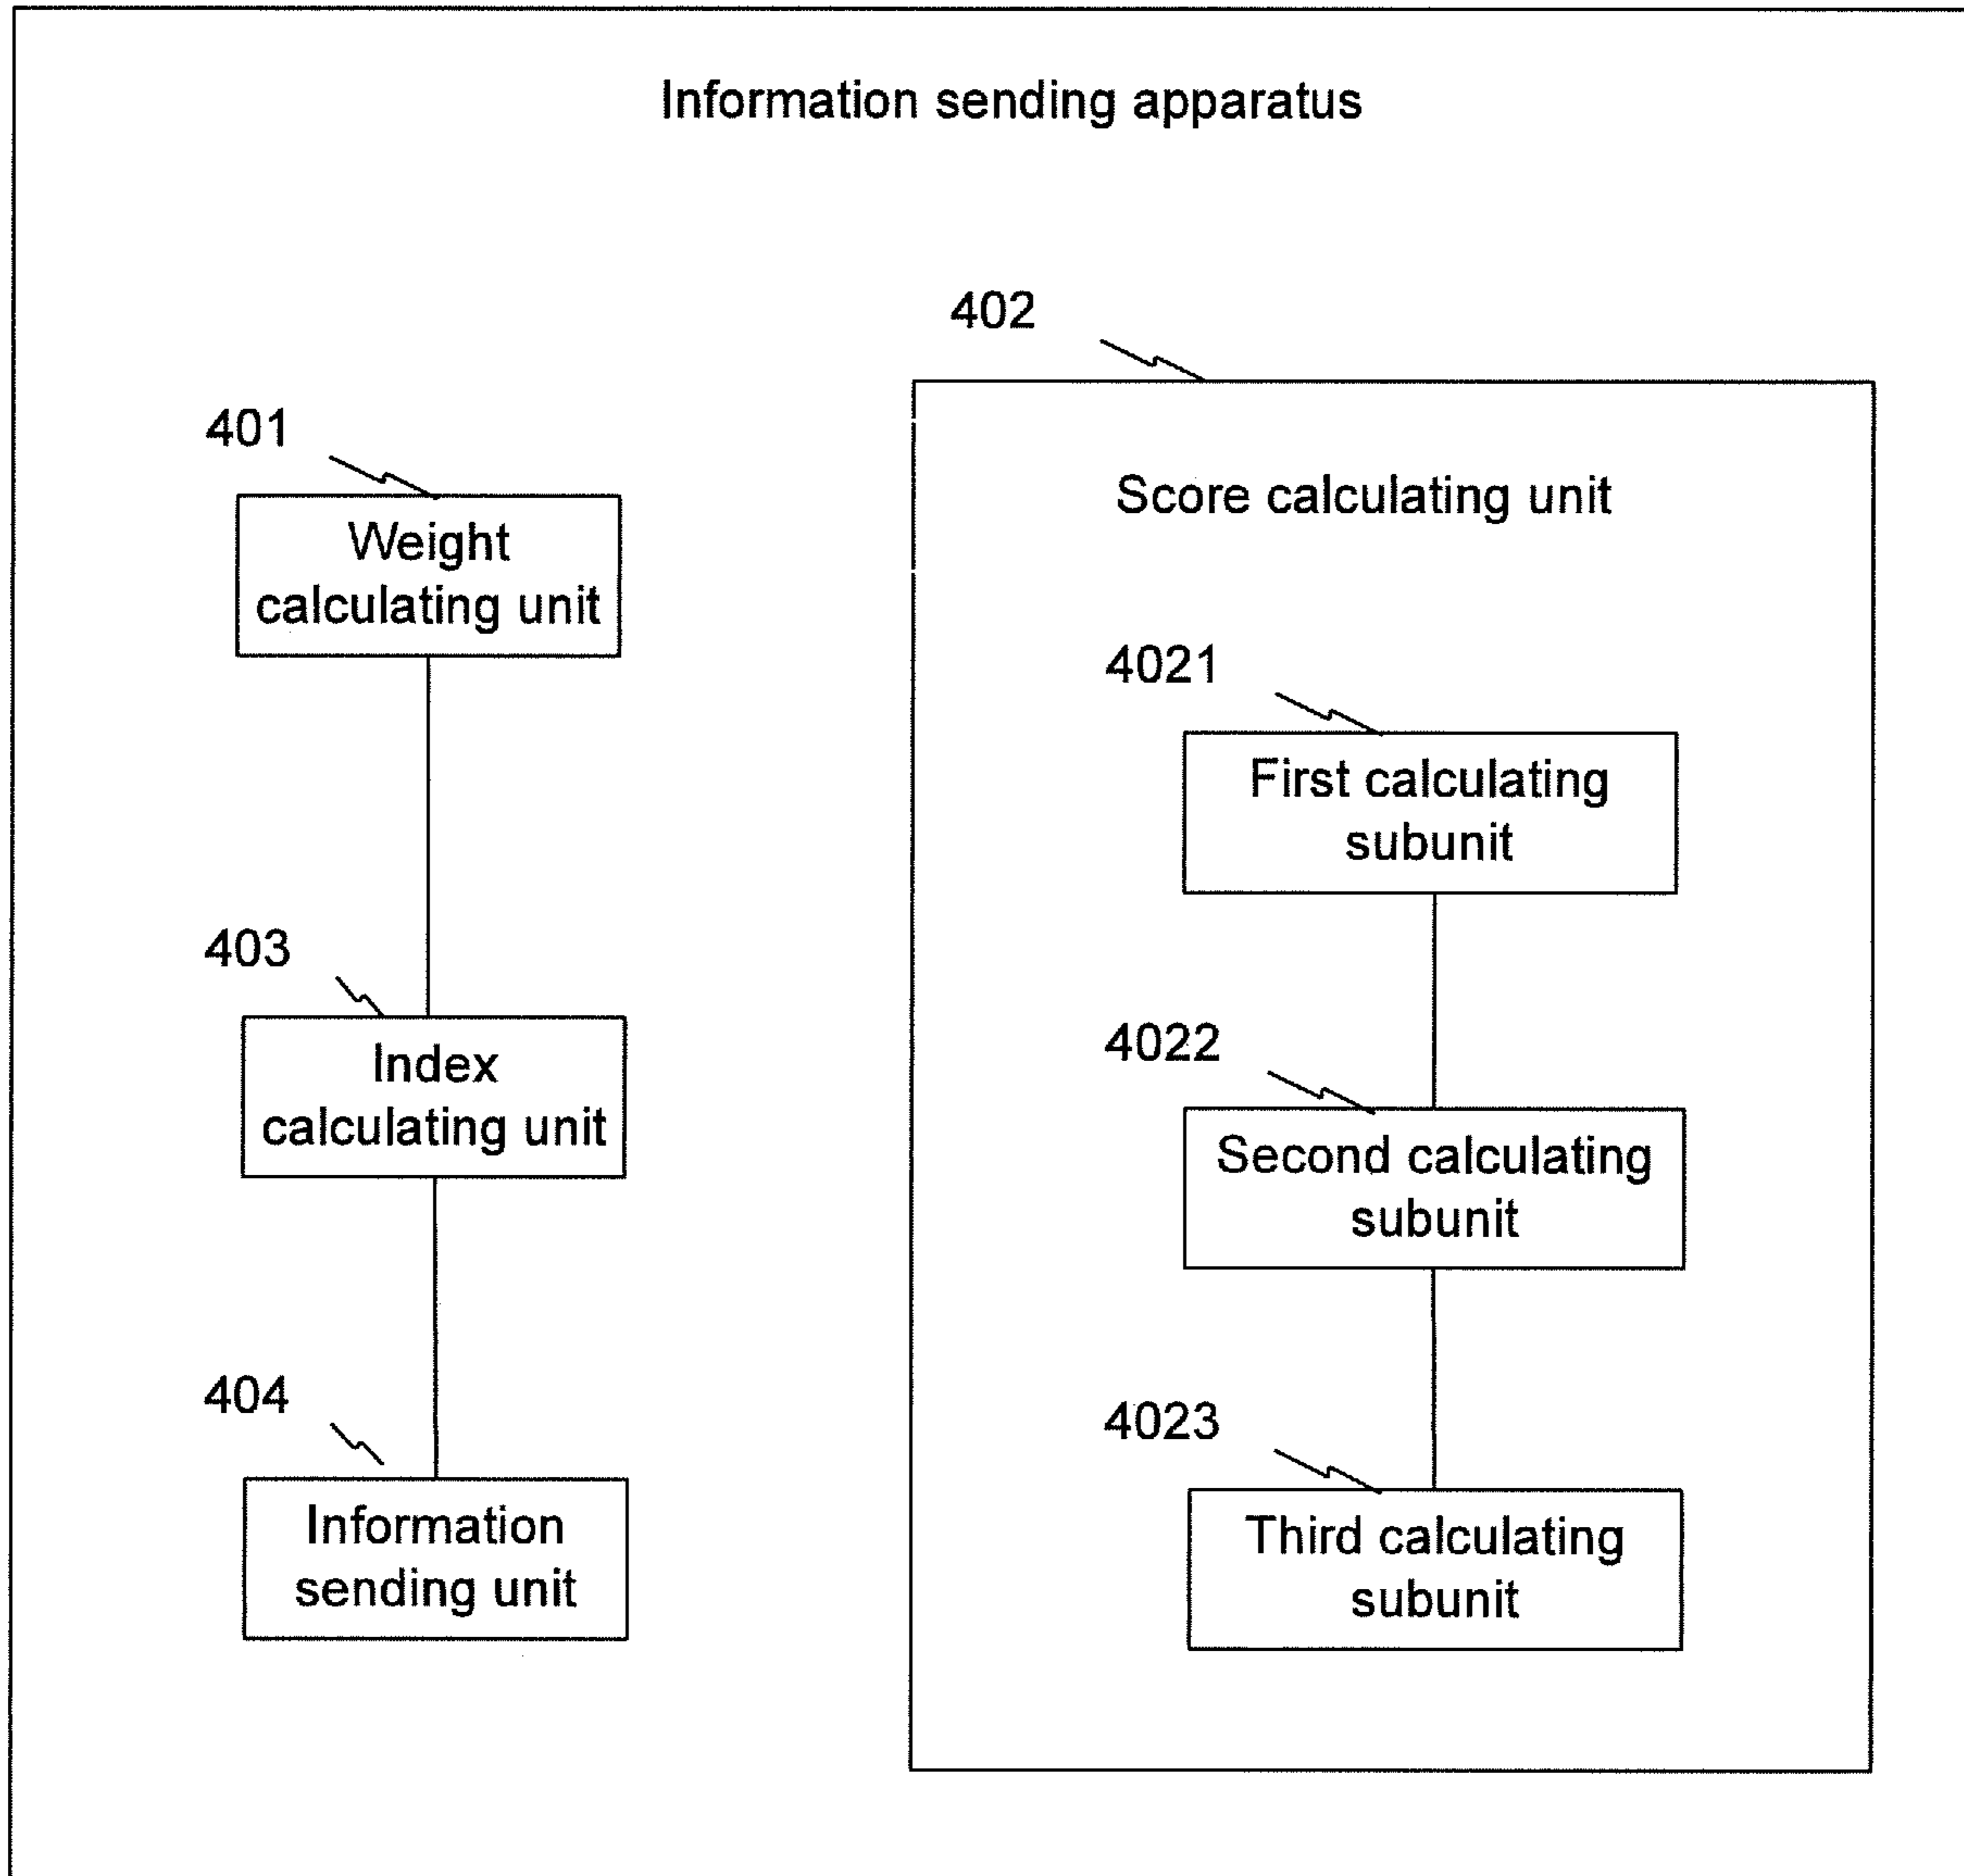 Information sending apparatus
402
401
Score calculating unit
Weight
calculating unit
4021
First calculating
subunit
403
Index
calculating unit
4022
Second calculating
subunit
404
Information
sending unit
4023
Third calculating
subunit